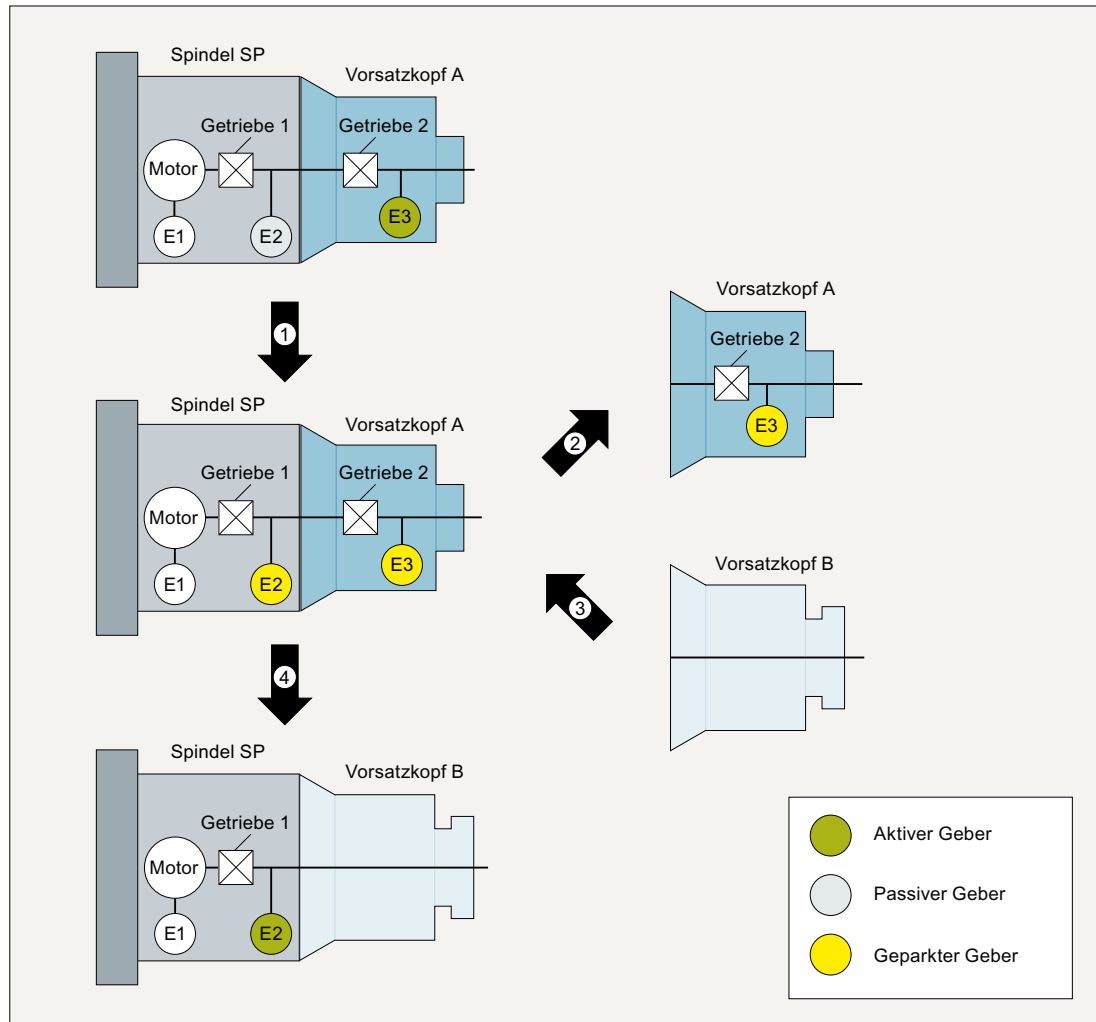 Spindel SP
Vorsatzkopf A
Getriebe 1
Getriebe 2
Motor
E1
E2
E3
1
Vorsatzkopf A
Getriebe 2
E3
2
Spindel SP
Vorsatzkopf A
Getriebe 1
Getriebe 2
Motor
E1
E2
E3
3
Vorsatzkopf B
4
Spindel SP
Vorsatzkopf B
Getriebe 1
Motor
E1
E2
Aktiver Geber
Passiver Geber
Geparkter Geber